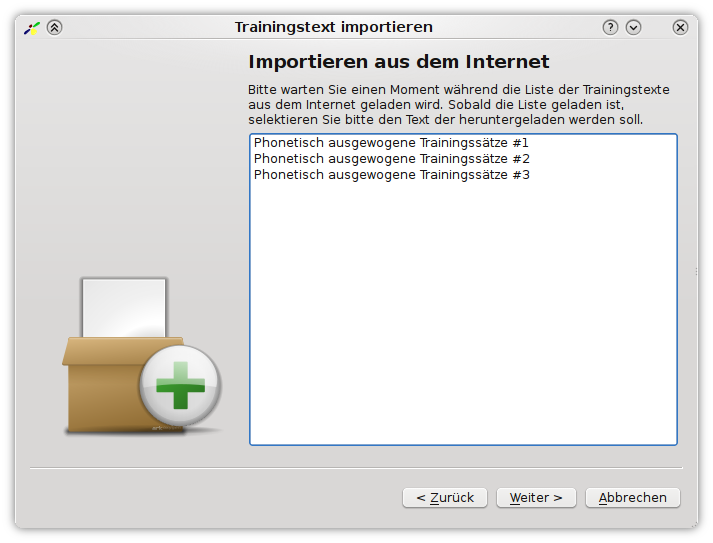 Trainingstext importieren
Importieren aus dem Internet
Bitte warten Sie einen Moment während die Liste der Trainingstexte
aus dem Internet geladen wird. Sobald die Liste geladen ist,
selektieren Sie bitte den Text der heruntergeladen werden soll.
Phonetisch ausgewogene Trainingssätze #1
Phonetisch ausgewogene Trainingssätze #2
Phonetisch ausgewogene Trainingssätze #3
< Zurück Weiter > Abbrechen